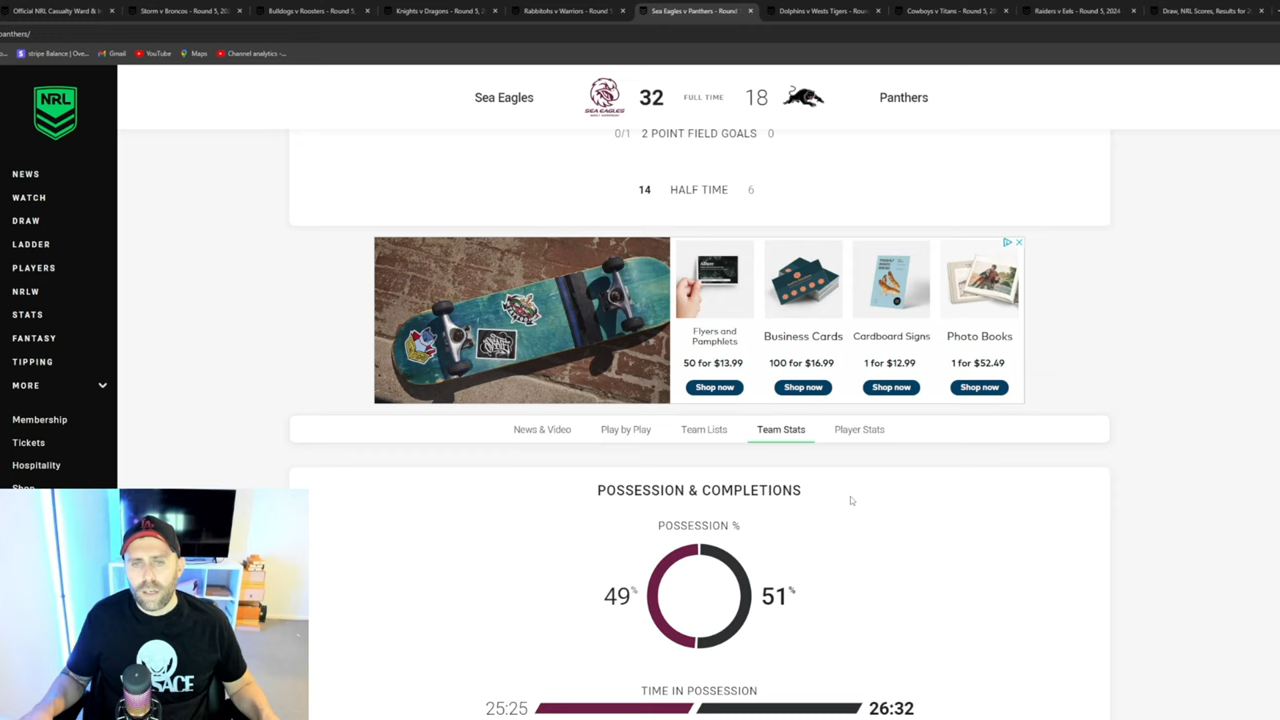 Official NRL Casualty Ward &
Storm v Broncos - Round 5, 202
Bulldogs v Roosters - Round 5,
Knights v Dragons - Round 5, 2
Rabbitohs v Warriors - Round 5
Sea Eagles v Panthers - Round
Dolphins v Wests Tigers - Roun
Cowboys v Titans - Round 5, 2
Raiders v Eels - Round 5, 2024
Draw, NRL Scores, Results for 2
panthers/
stripe Balance | Ove...
Gmail
YouTube
Maps
Channel analytics -...
NRL
Sea Eagles
SEA EAGLES
32
FULL TIME
18
Panthers
0/1 2 POINT FIELD GOALS 0
14 HALF TIME 6
NEWS
WATCH
DRAW
LADDER
PLAYERS
NRLW
STATS
FANTASY
TIPPING
MORE
Membership
Tickets
Hospitality
Flyers and
Pamphlets
50 for $13.99
Shop now
Business Cards
100 for $16.99
Shop now
Cardboard Signs
1 for $12.99
Shop now
Photo Books
1 for $52.49
Shop now
News & Video
Play by Play
Team Lists
Team Stats
Player Stats
POSSESSION & COMPLETIONS
POSSESSION %
49%
51%
TIME IN POSSESSION
25:25
26:32